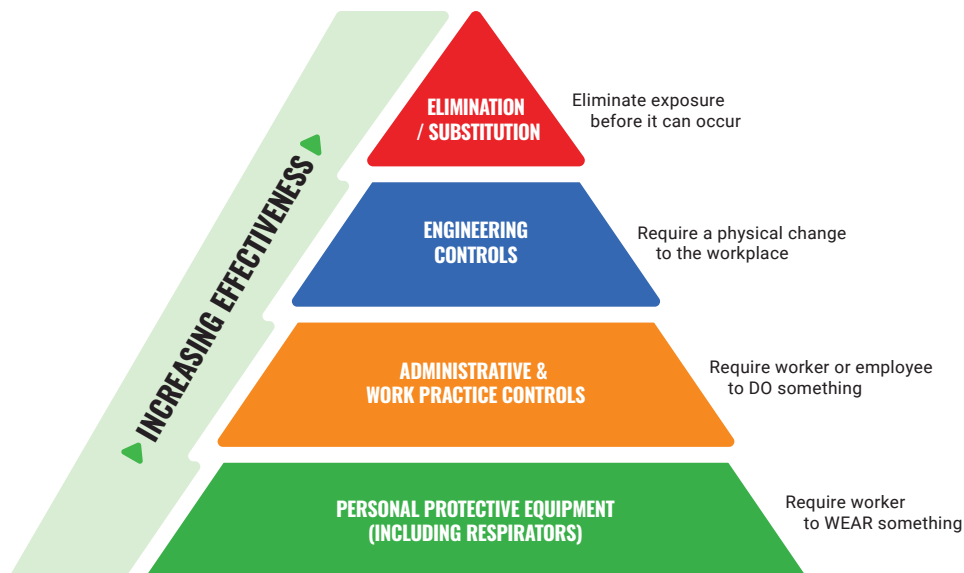 INCREASING EFFECTIVENESS
ELIMINATION
/ SUBSTITUTION
Eliminate exposure
before it can occur
ENGINEERING
CONTROLS
Require a physical change
to the workplace
ADMINISTRATIVE &
WORK PRACTICE CONTROLS
Require worker or employee
to DO something
PERSONAL PROTECTIVE EQUIPMENT
(INCLUDING RESPIRATORS)
Require worker
to WEAR something